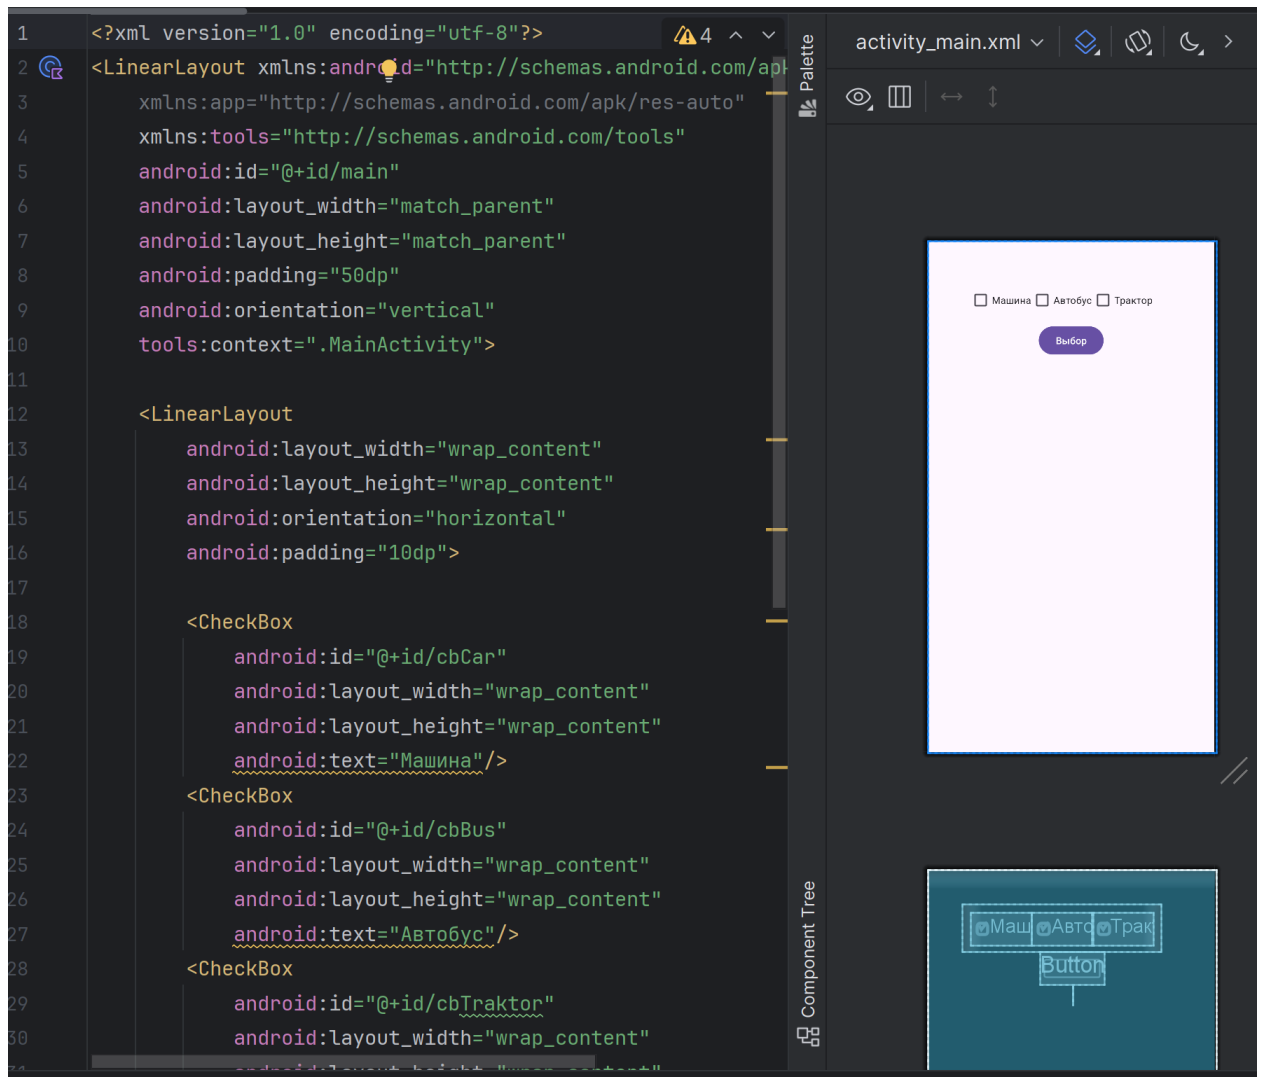 1 <?xml version="1.0" encoding="utf-8"?>
4
2 <LinearLayout xmlns:android="http://schemas.android.com/apk
3 xmlns:app="http://schemas.android.com/apk/res-auto"
4 xmlns:tools="http://schemas.android.com/tools"
5 android:id="@+id/main"
6 android:layout_width="match_parent"
7 android:layout_height="match_parent"
8 android:padding="50dp"
9 android:orientation="vertical"
10 tools:context=".MainActivity">
11
12 <LinearLayout
13 android:layout_width="wrap_content"
14 android:layout_height="wrap_content"
15 android:orientation="horizontal"
16 android:padding="10dp">
17
18 <CheckBox
19 android:id="@+id/cbCar"
20 android:layout_width="wrap_content"
21 android:layout_height="wrap_content"
22 android:text="Машина"/>
23 <CheckBox
24 android:id="@+id/cbBus"
25 android:layout_width="wrap_content"
26 android:layout_height="wrap_content"
27 android:text="Автобус"/>
28 <CheckBox
29 android:id="@+id/cbTraktor"
30 android:layout_width="wrap_content"
31 android:layout_height="wrap_content"
Palette
Component Tree
activity_main.xml
Машина Автобус Трактор
Выбор
Маш Авто Трак
Button